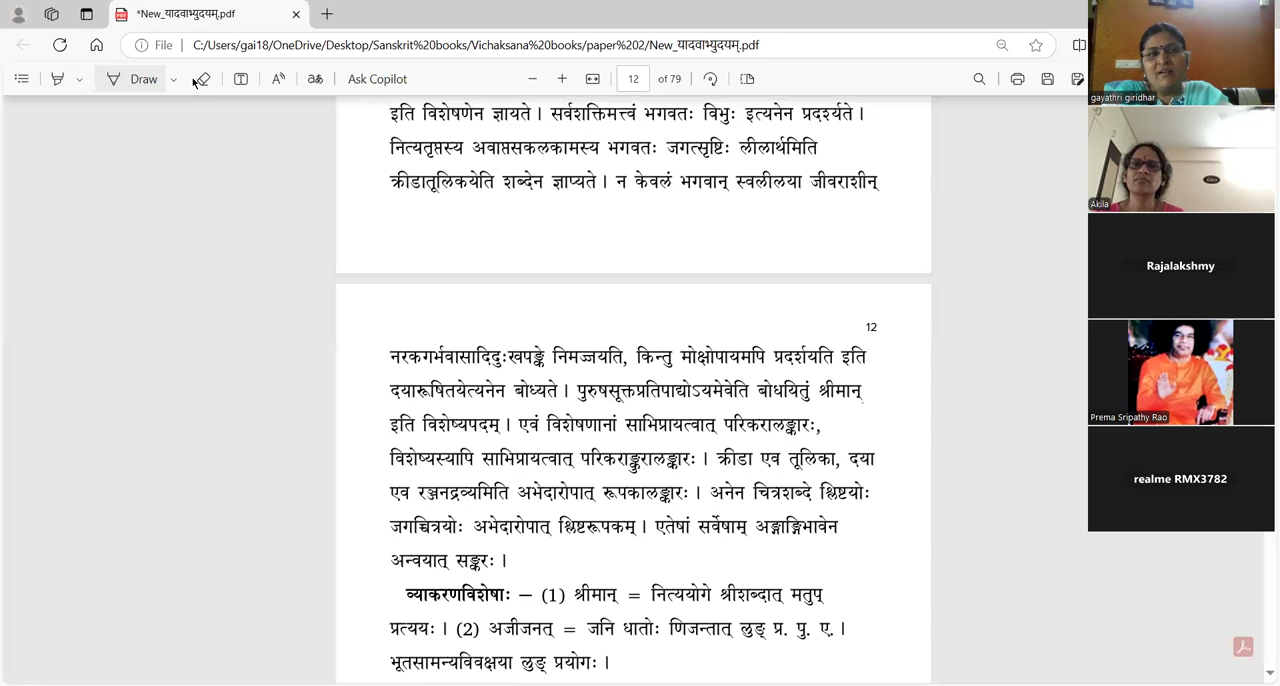 *New_यादवाभ्युदयम्.pdf
File
C:/Users/gai18/OneDrive/Desktop/Sanskrit%20books/Vichaksana%20books/paper%202/New_यादवाभ्युदयम्.pdf
Draw
Ask Copilot
12
of 79
इति विशेषणेन ज्ञायते । सर्वशक्तिमत्त्वं भगवतः विभुः इत्यनेन प्रदर्श्यते ।
नित्यतृप्तस्य अवाप्तसकलकामस्य भगवतः जगत्सृष्टिः लीलार्थमिति
क्रीडातूलिकयेति शब्देन ज्ञाप्यते । न केवलं भगवान् स्वलीलया जीवराशीन्
12
नरकगर्भवासादिदुःखपङ्के निमज्जयति, किन्तु मोक्षोपायमपि प्रदर्शयति इति
दयारूषितयेत्यनेन बोध्यते । पुरुषसूक्तप्रतिपाद्योऽयमेवेति बोधयितुं श्रीमान्
इति विशेष्यपदम् । एवं विशेषणानां साभिप्रायत्वात् परिकरालङ्कारः,
विशेष्यस्यापि साभिप्रायत्वात् परिकराङ्कुरालङ्कारः । क्रीडा एव तूलिका, दया
एव रञ्जनद्रव्यमिति अभेदारोपात् रूपकालङ्कारः । अनेन चित्रशब्दे श्लिष्टयोः
जगच्चित्रयोः अभेदारोपात् श्लिष्टरूपकम् । एतेषां सर्वेषाम् अङ्गाङ्गिभावेन
अन्वयात् सङ्करः ।
व्याकरणविशेषाः – (1) श्रीमान् = नित्ययोगे श्रीशब्दात् मतुप्
प्रत्ययः । (2) अजीजनत् = जनि धातोः णिजन्तात् लुङ् प्र. पु. ए. ।
भूतसामन्यविवक्षया लुङ् प्रयोगः ।
gayathri giridhar
Akila
Rajalakshmy
Prema Sripathy Rao
realme RMX3782